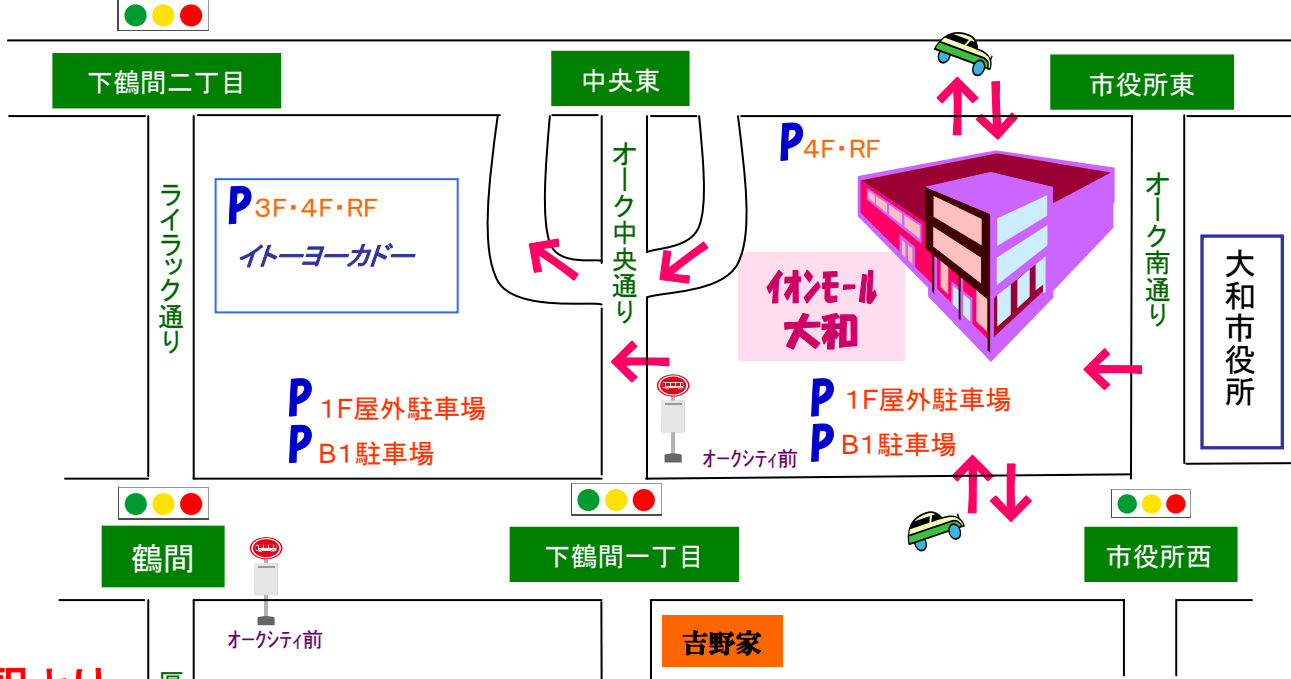 下鶴間二丁目
中央東
市役所東
P 4F・RF
P 3F・4F・RF
イトーヨーカドー
ライラック通り
オーク中央通り
オーク南通り
イオンモール
大和
大和市役所
P 1F屋外駐車場
P B1駐車場
P 1F屋外駐車場
P B1駐車場
オークシティ前
鶴間
下鶴間一丁目
市役所西
オークシティ前
吉野家